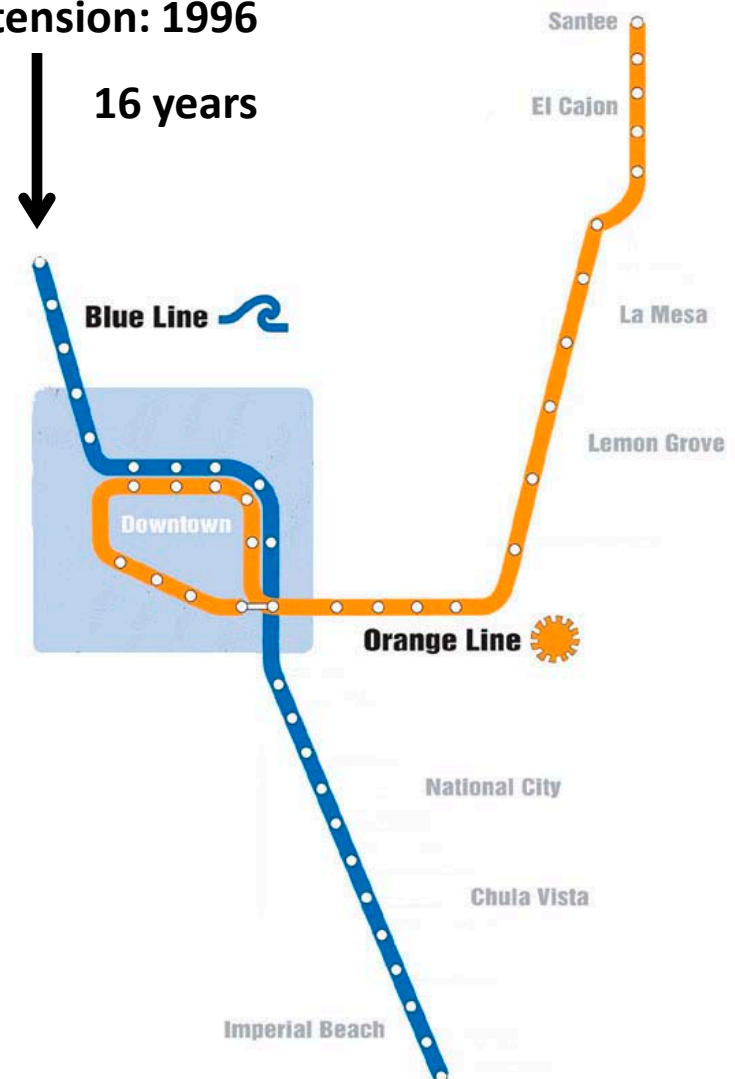 tension: 1996
16 years
Santee
El Cajon
Blue Line
La Mesa
Lemon Grove
Downtown
Orange Line
National City
Chula Vista
Imperial Beach